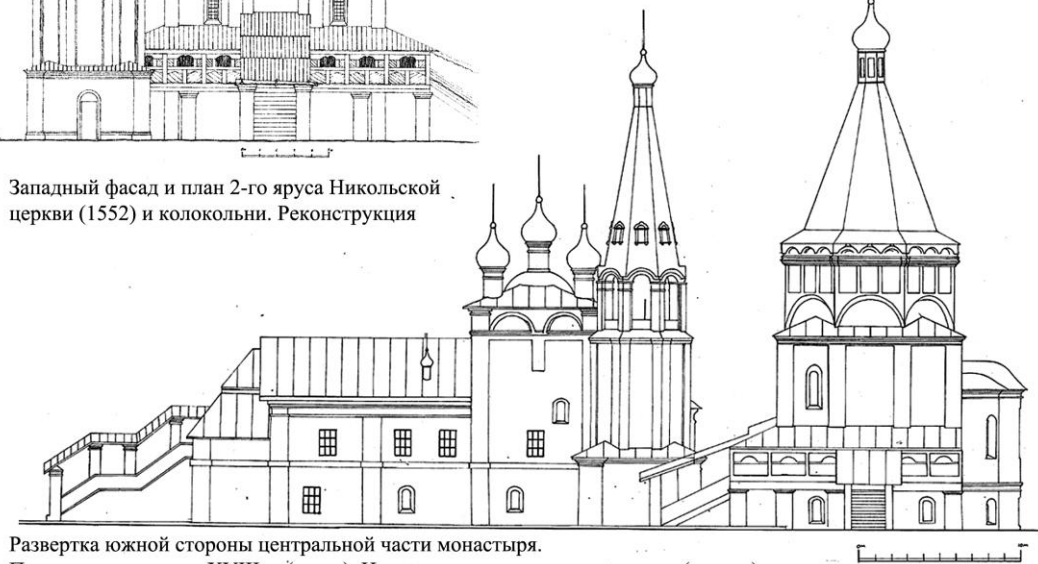 Западный фасад и план 2-го яруса Никольской
церкви (1552) и колокольни. Реконструкция
Развертка южной стороны центральной части монастыря.